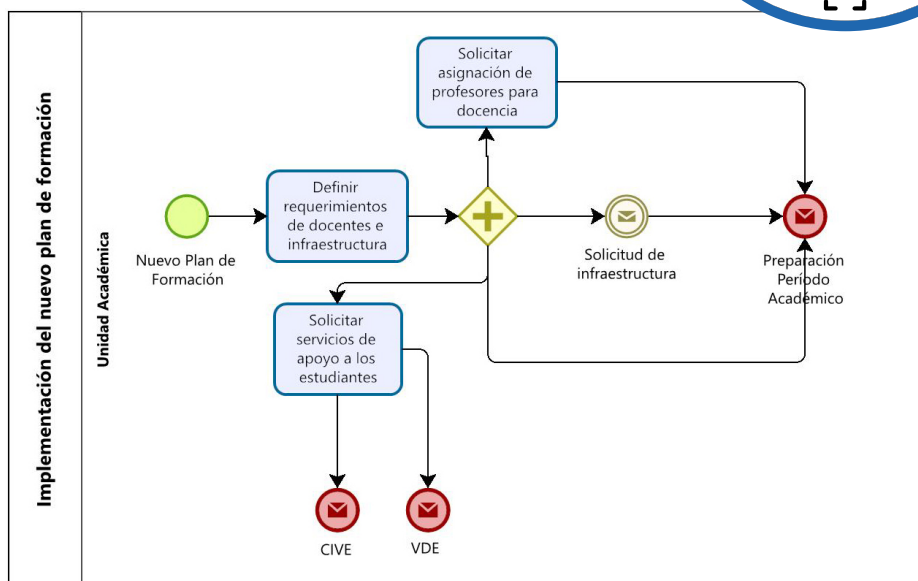 Implementación del nuevo plan de formación
Unidad Académica
Solicitar
asignación de
profesores para
docencia
Definir
requerimientos
de docentes e
infraestructura
Nuevo Plan de
Formación
Solicitud de
infraestructura
Preparación
Período
Académico
Solicitar
servicios de
apoyo a los
estudiantes
CIVE
VDE